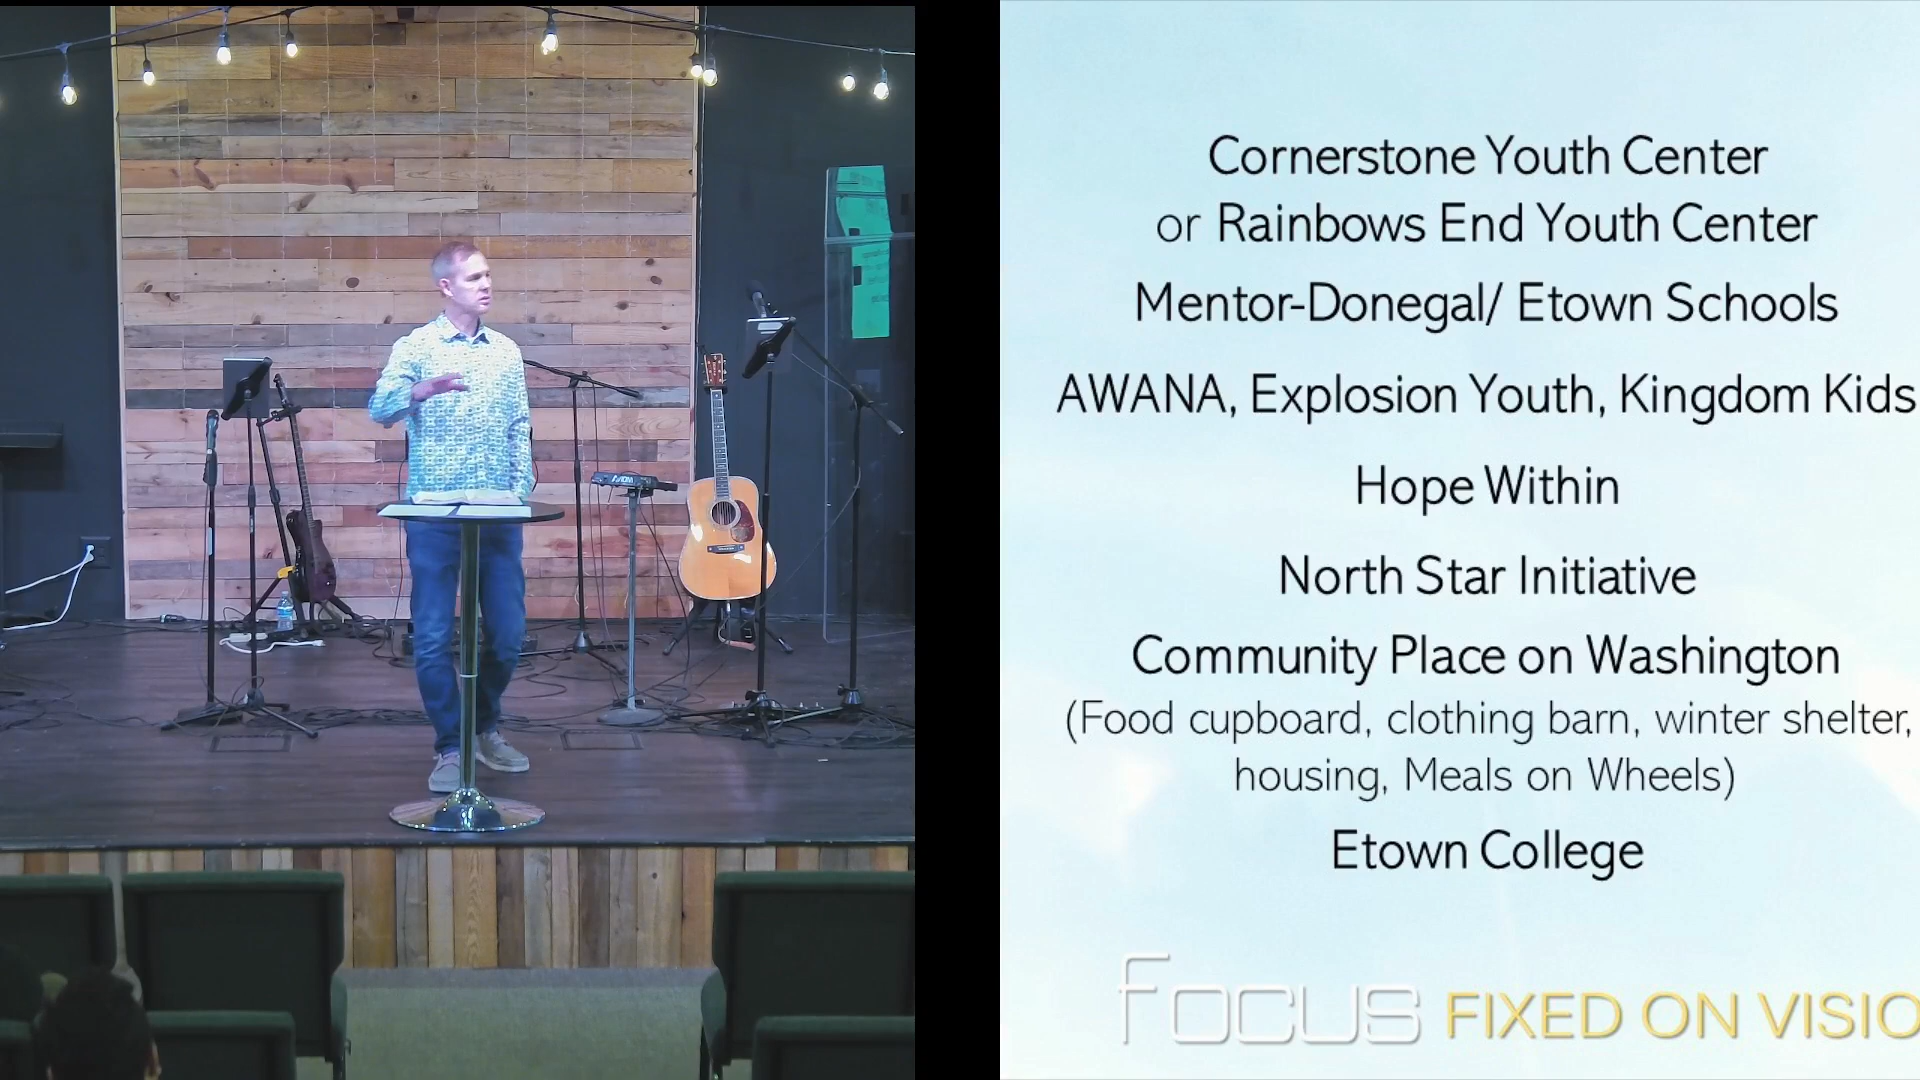 Cornerstone Youth Center
or Rainbows End Youth Center
Mentor-Donegal/ Etown Schools
AWANA, Explosion Youth, Kingdom Kids
Hope Within
North Star Initiative
Community Place on Washington
(Food cupboard, clothing barn, winter shelter,
housing, Meals on Wheels)
Etown College
FOCUS FIXED ON VISIO
AVIOM